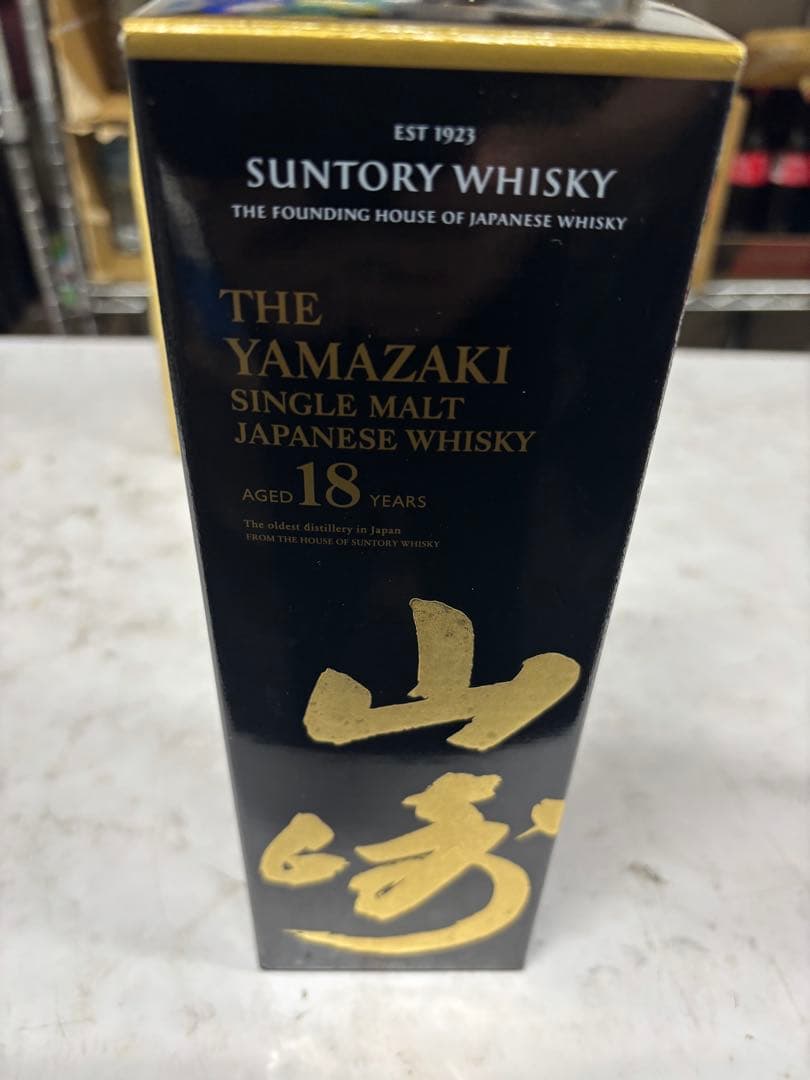 EST 1923
SUNTORY WHISKY
THE FOUNDING HOUSE OF JAPANESE WHISKY
THE
YAMAZAKI
SINGLE MALT
JAPANESE WHISKY
AGED 18 YEARS
The oldest distillery in Japan
FROM THE HOUSE OF SUNTORY WHISKY
山
崎